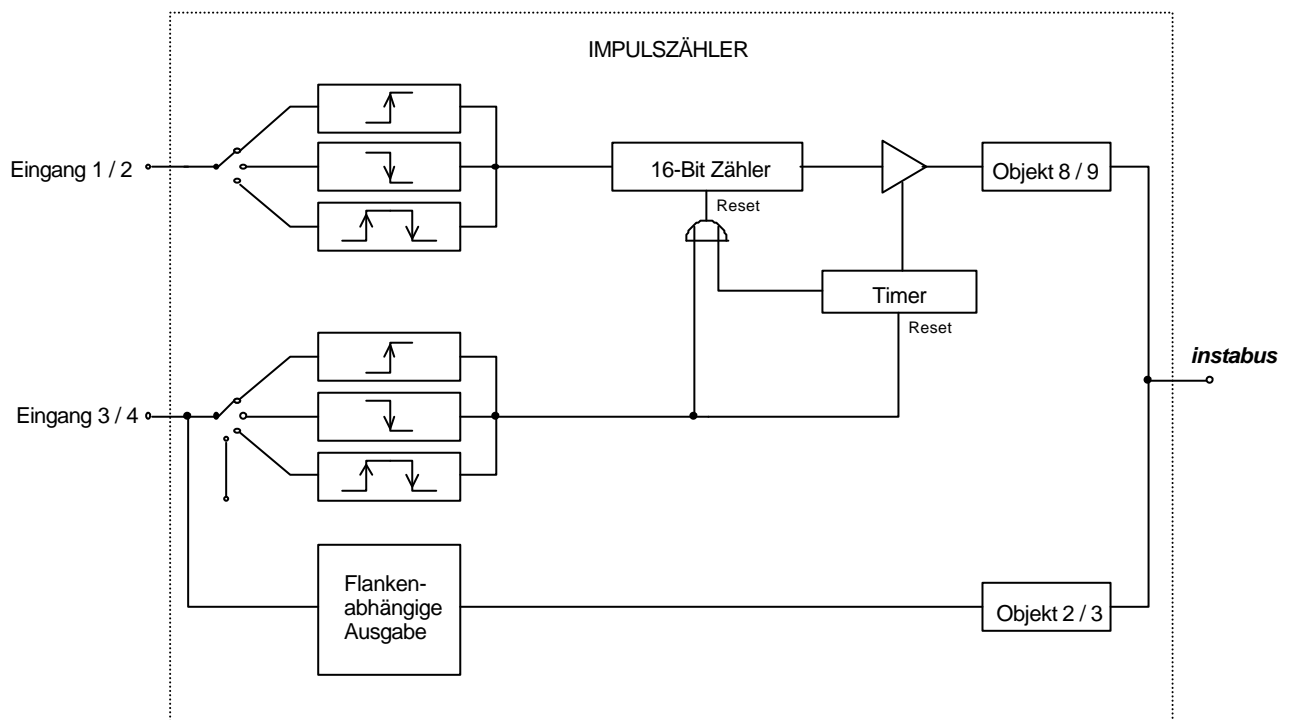 IMPULSZÄHLER
Eingang 1 / 2
16-Bit Zähler
Objekt 8 / 9
Reset
Timer
Reset
instabus
Eingang 3 / 4
Flanken-
abhängige
Ausgabe
Objekt 2 / 3